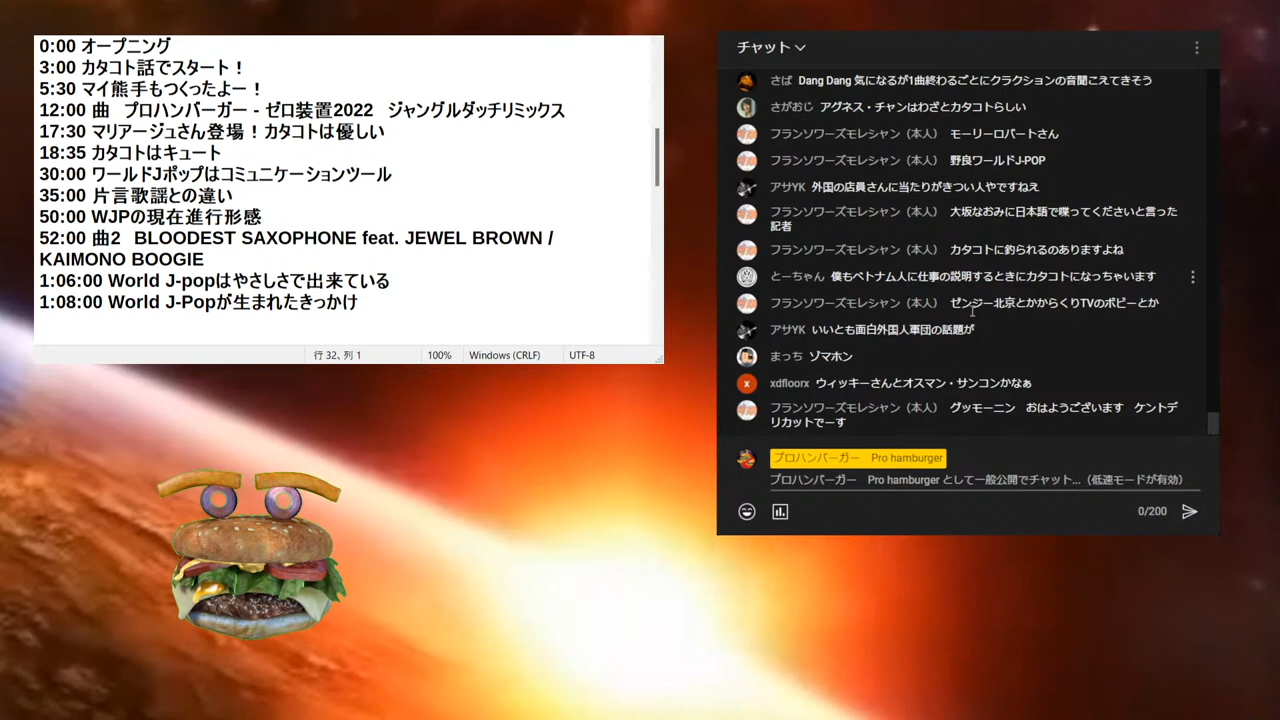 0:00 オープニング
3:00 カタコト話でスタート！
5:30 マイ熊手もつくったよー！
12:00 曲　プロハンバーガー - ゼロ装置2022　ジャングルダッチリミックス
17:30 マリアージュさん登場！カタコトは優しい
18:35 カタコトはキュート
30:00 ワールドJポップはコミュニケーションツール
35:00 片言歌謡との違い
50:00 WJPの現在進行形感
52:00 曲2　BLOODEST SAXOPHONE feat. JEWEL BROWN /
KAIMONO BOOGIE
1:06:00 World J-popはやさしさで出来ている
1:08:00 World J-Popが生まれたきっかけ
行 32、列 1
100%
Windows (CRLF)
UTF-8
チャット
さば Dang Dang 気になるが1曲終わるごとにクラクションの音聞こえてきそう
さがおじ アグネス・チャンはわざとカタコトらしい
フランソワーズモレシャン（本人） モーリーロバートさん
フランソワーズモレシャン（本人） 野良ワールドJ-POP
アサYK 外国の店員さんに当たりがきつい人やですねえ
フランソワーズモレシャン（本人） 大坂なおみに日本語で喋ってくださいと言った
記者
フランソワーズモレシャン（本人） カタコトに釣られるのありますよね
とーちゃん 僕もベトナム人に仕事の説明するときにカタコトになっちゃいます
フランソワーズモレシャン（本人） ゼンジー北京とかからくりTVのボビーとか
アサYK いいとも面白外国人軍団の話題が
まっち ゾマホン
x
xdfloorx ウィッキーさんとオスマン・サンコンかなぁ
フランソワーズモレシャン（本人） グッモーニン　おはようございます　ケントデ
リカットでーす
プロハンバーガー　Pro hamburger
プロハンバーガー　Pro hamburger として一般公開でチャット...（低速モードが有効）
0/200